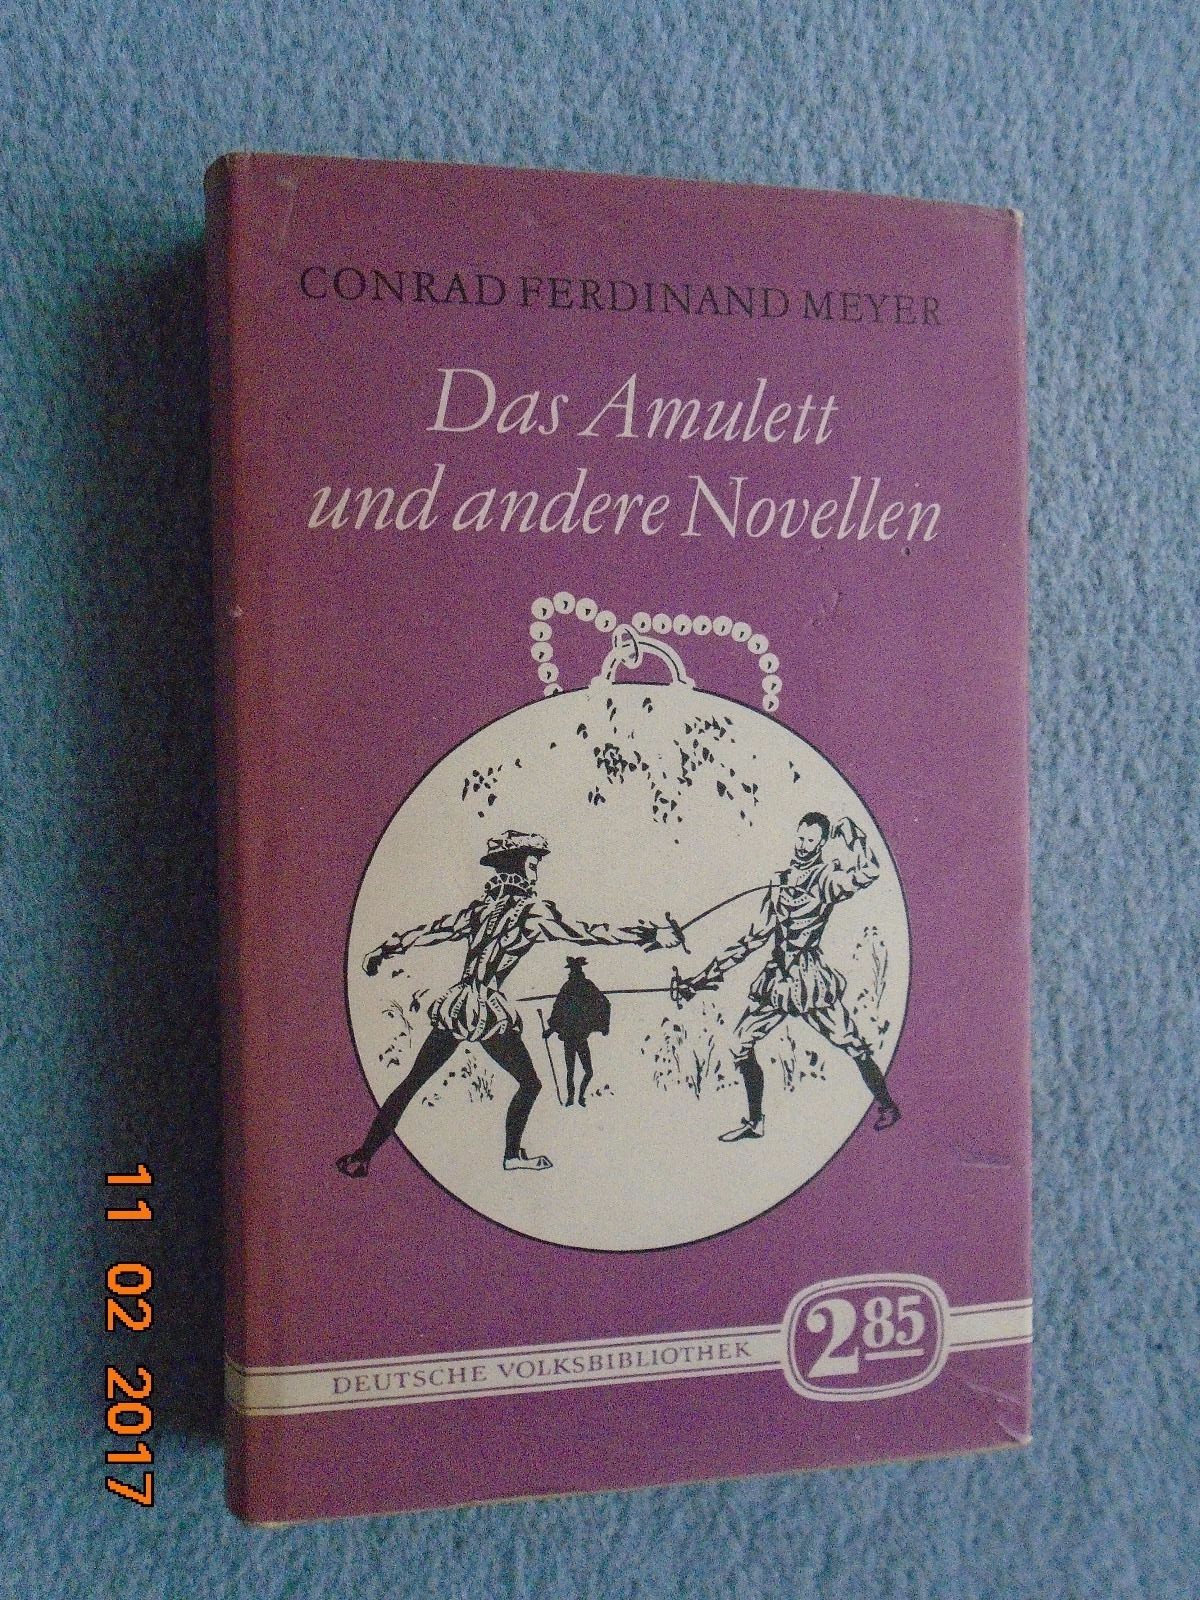 CONRAD FERDINAND MEYER
Das Amulett
und andere Novellen
DEUTSCHE VOLKSBIBLIOTHEK
2 85
11 02 2017